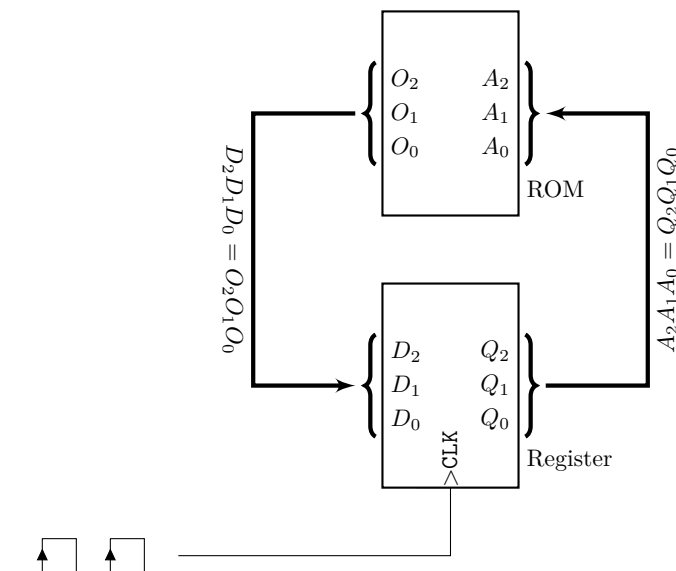 O₂ A₂
O₁ A₁
O₀ A₀
ROM
D₂D₁D₀ = O₂O₁O₀
A₂A₁A₀ = Q₂Q₁Q₀
D₂ Q₂
D₁ Q₁
D₀ Q₀
>CLK
Register